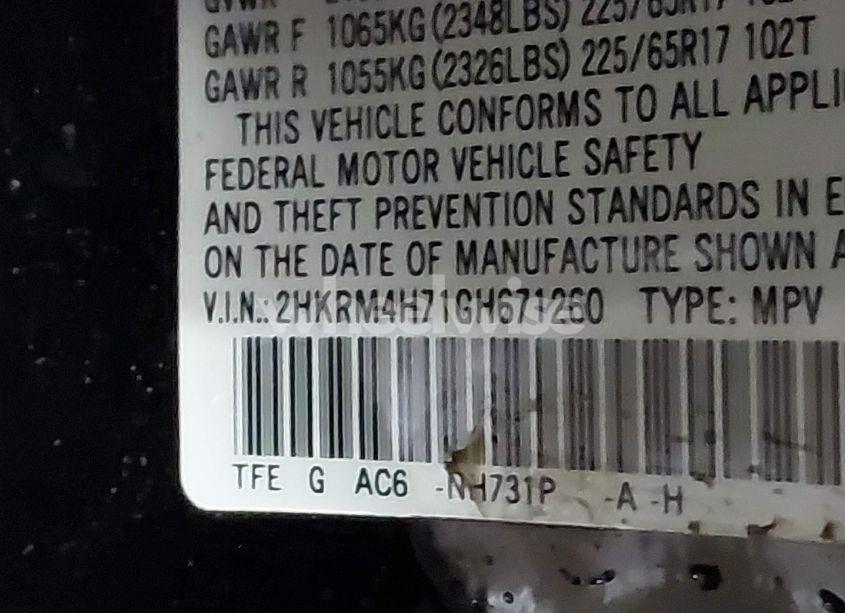 GVWR
GAWR F 1065KG (2348LBS) 225/65R17 102T
GAWR R 1055KG (2326LBS) 225/65R17 102T
THIS VEHICLE CONFORMS TO ALL APPLI
FEDERAL MOTOR VEHICLE SAFETY
AND THEFT PREVENTION STANDARDS IN E
ON THE DATE OF MANUFACTURE SHOWN A
V.I.N.: 2HKRM4H71GH671260 TYPE: MPV
wheelwise
TFE G AC6 -NH731P -A -H